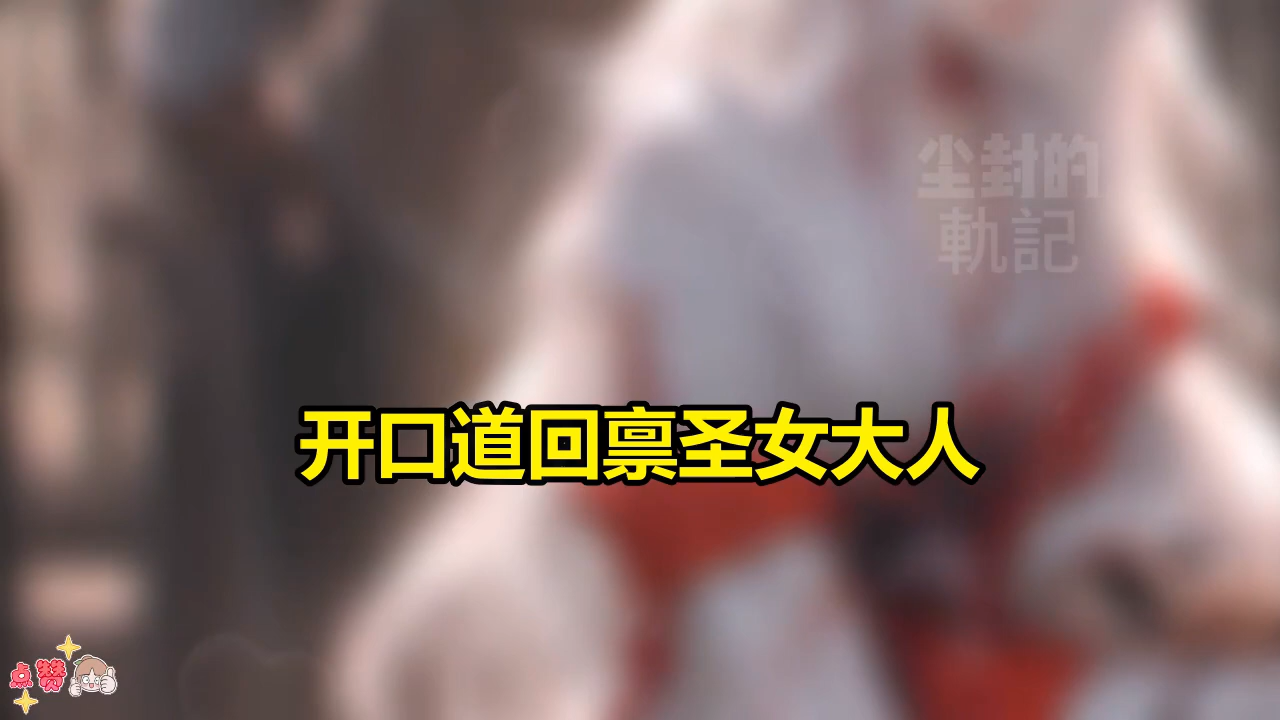 尘封的
軌記
开口道回禀圣女大人
点赞